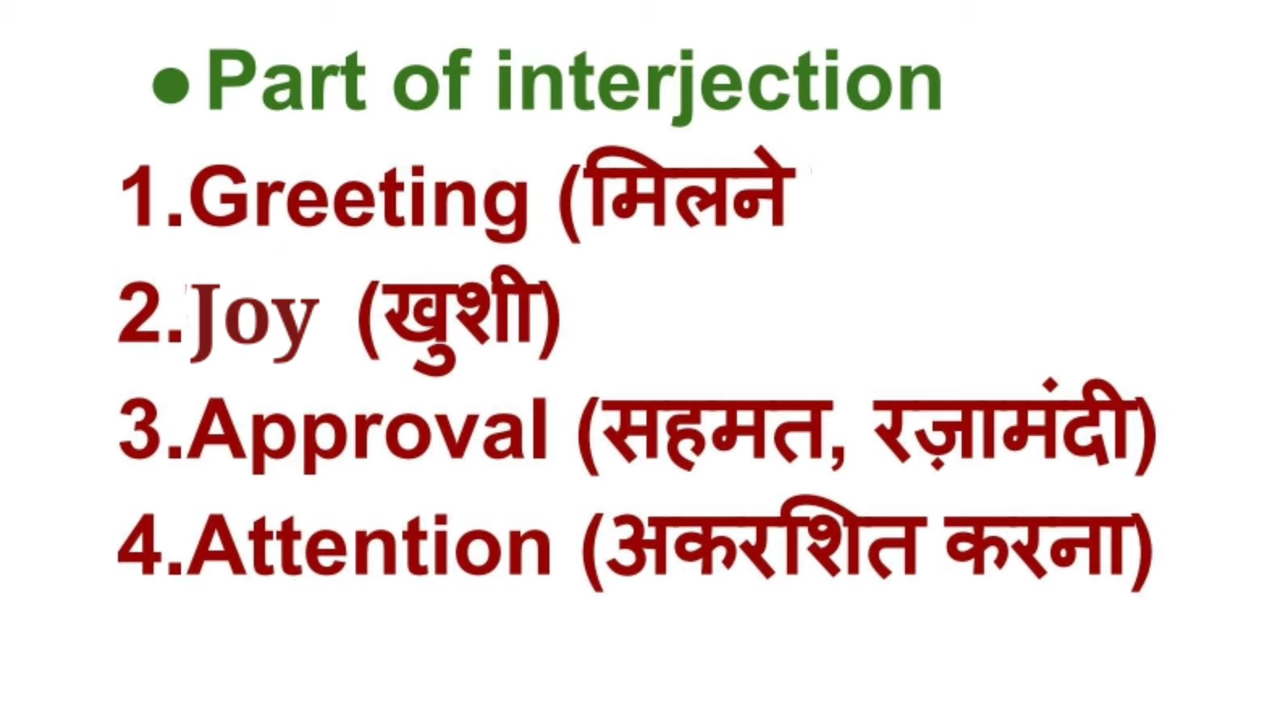 ●Part of interjection
1.Greeting (मिलने
2.Joy (खुशी)
3.Approval (सहमत, रज़ामंदी)
4.Attention (अकरशित करना)